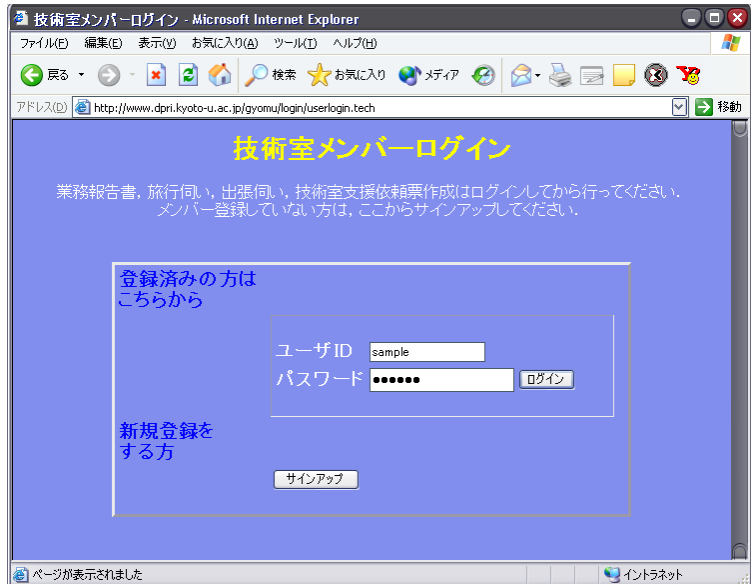 技術室メンバーログイン - Microsoft Internet Explorer
ファイル(F) 編集(E) 表示(V) お気に入り(A) ツール(T) ヘルプ(H)
戻る 検索 お気に入り メディア
アドレス(D) http://www.dpri.kyoto-u.ac.jp/gyomu/login/userlogin.tech 移動
技術室メンバーログイン
業務報告書, 旅行伺い, 出張伺い, 技術室支援依頼票作成はログインしてから行ってください.
メンバー登録していない方は, ここからサインアップしてください.
登録済みの方は
こちらから
ユーザID sample
パスワード ●●●●●● ログイン
新規登録を
する方
サインアップ
ページが表示されました イントラネット